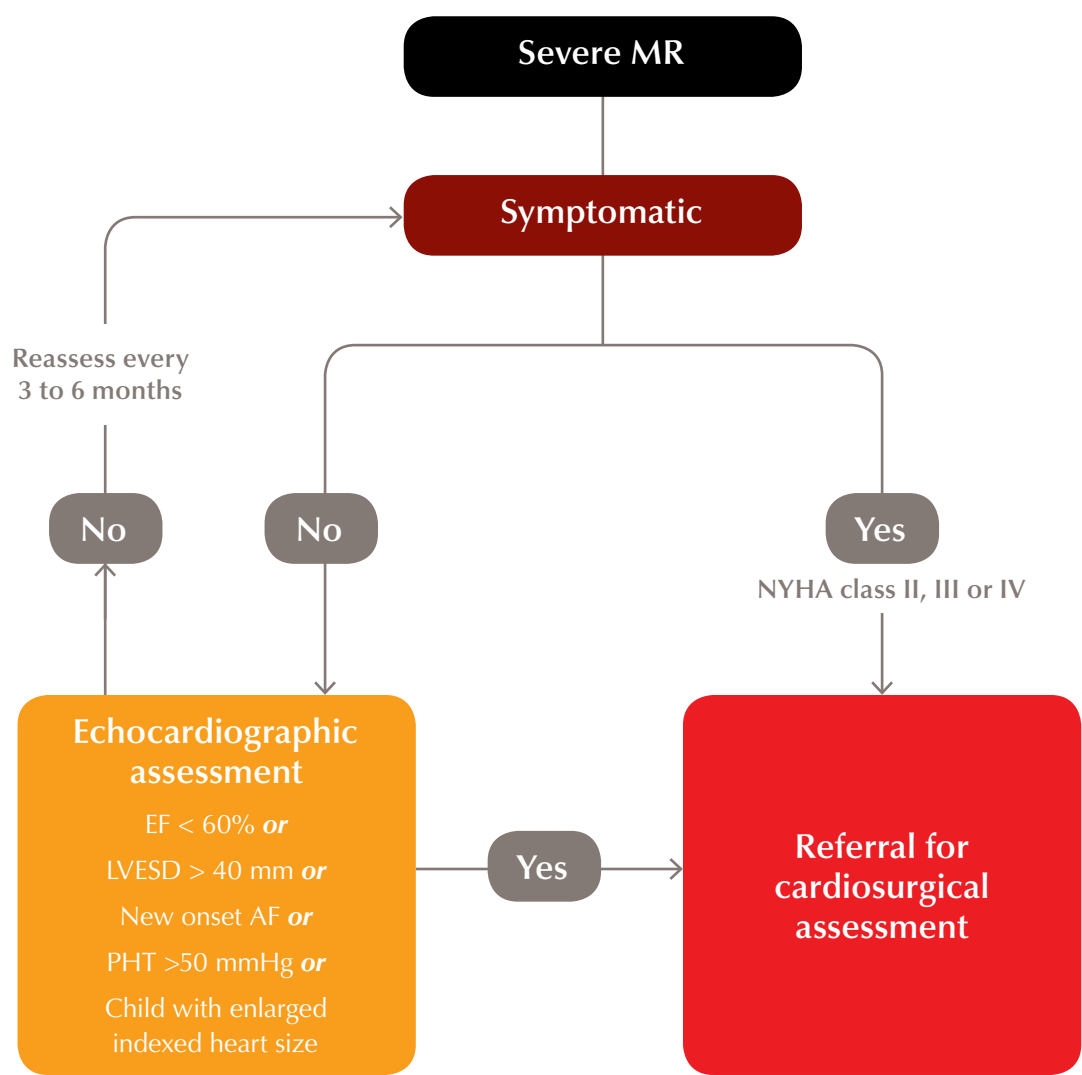 Severe MR
Symptomatic
Reassess every
3 to 6 months
No
No
Yes
NYHA class II, III or IV
Echocardiographic
assessment
EF < 60% or
LVESD > 40 mm or
New onset AF or
PHT >50 mmHg or
Child with enlarged
indexed heart size
Yes
Referral for
cardiosurgical
assessment